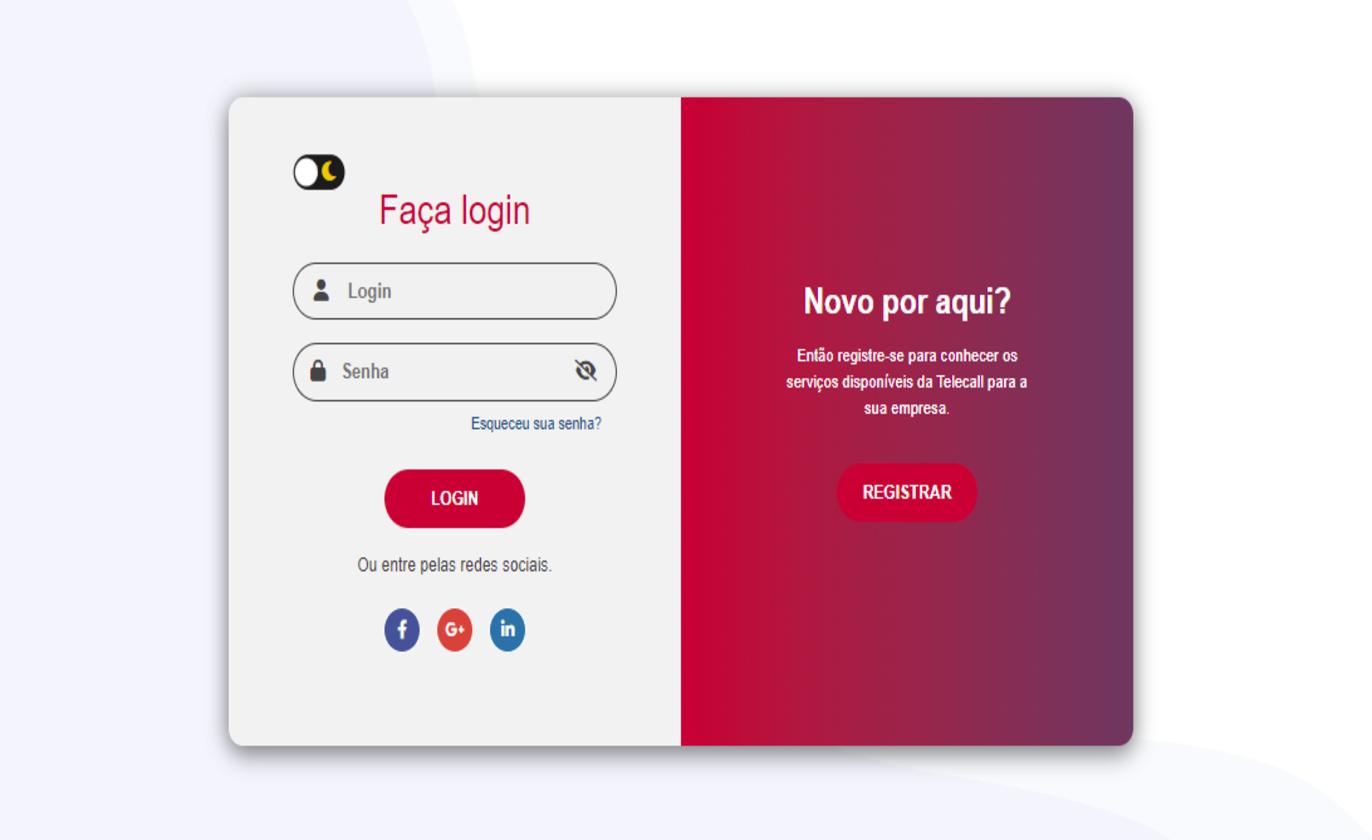 Faça login
Login
Senha
Esqueceu sua senha?
LOGIN
Ou entre pelas redes sociais.
f
G+
in
Novo por aqui?
Então registre-se para conhecer os
serviços disponíveis da Telecall para a
sua empresa.
REGISTRAR